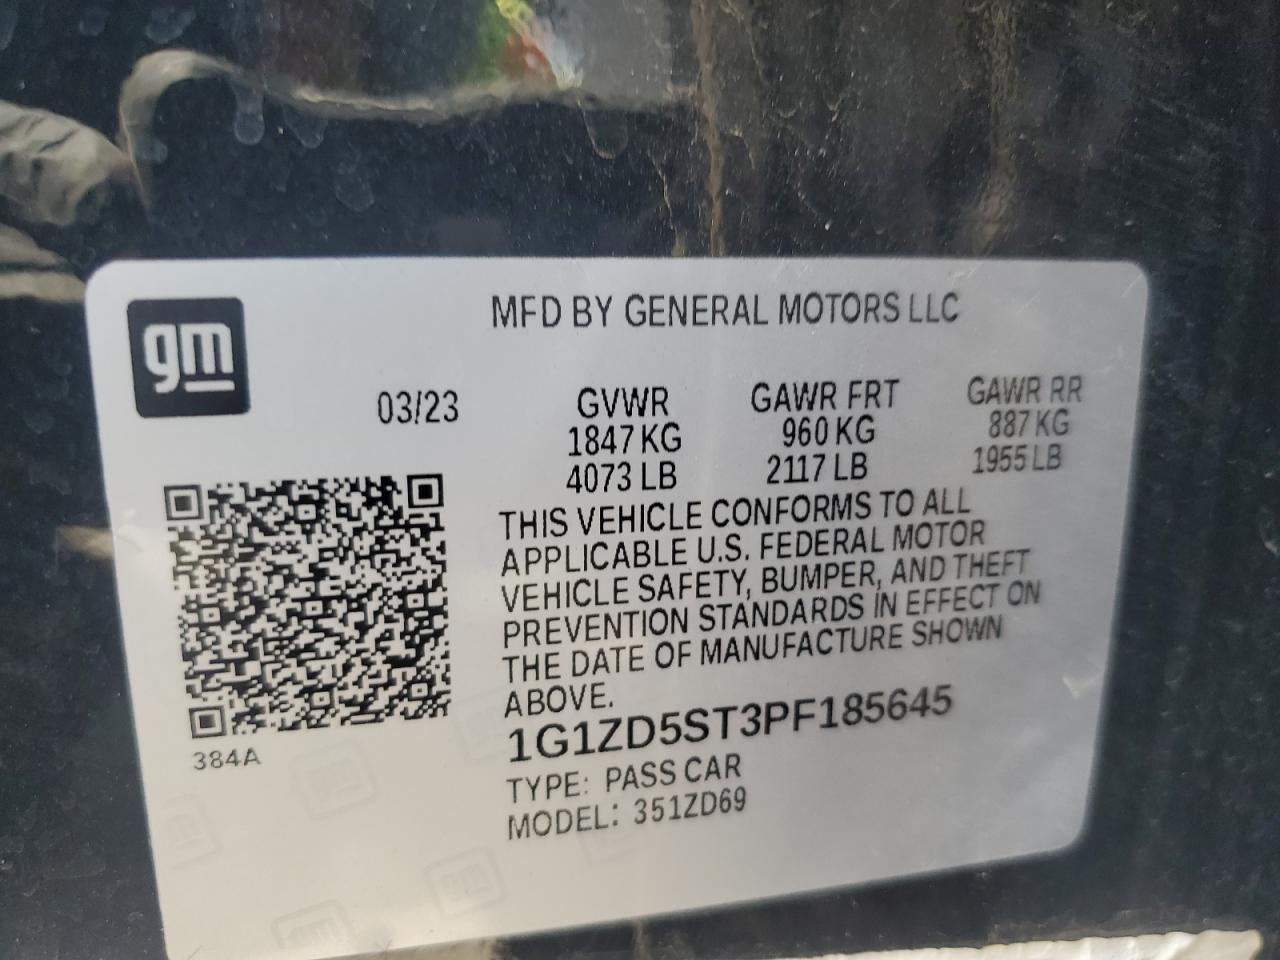 gm
MFD BY GENERAL MOTORS LLC
03/23
GVWR GAWR FRT GAWR RR
1847 KG 960 KG 887 KG
4073 LB 2117 LB 1955 LB
THIS VEHICLE CONFORMS TO ALL
APPLICABLE U.S. FEDERAL MOTOR
VEHICLE SAFETY, BUMPER, AND THEFT
PREVENTION STANDARDS IN EFFECT ON
THE DATE OF MANUFACTURE SHOWN
ABOVE.
1G1ZD5ST3PF185645
384A
TYPE: PASS CAR
MODEL: 351ZD69